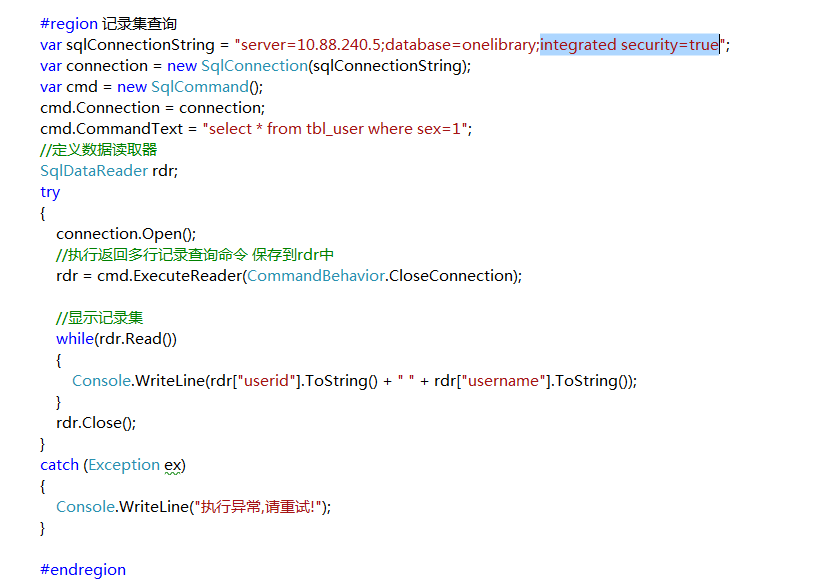 #region 记录集查询
var sqlConnectionString = "server=10.88.240.5;database=onelibrary;integrated security=true";
var connection = new SqlConnection(sqlConnectionString);
var cmd = new SqlCommand();
cmd.Connection = connection;
cmd.CommandText = "select * from tbl_user where sex=1";
//定义数据读取器
SqlDataReader rdr;
try
{
connection.Open();
//执行返回多行记录查询命令 保存到rdr中
rdr = cmd.ExecuteReader(CommandBehavior.CloseConnection);
//显示记录集
while(rdr.Read())
{
Console.WriteLine(rdr["userid"].ToString() + " " + rdr["username"].ToString());
}
rdr.Close();
}
catch (Exception ex)
{
Console.WriteLine("执行异常,请重试!");
}
#endregion